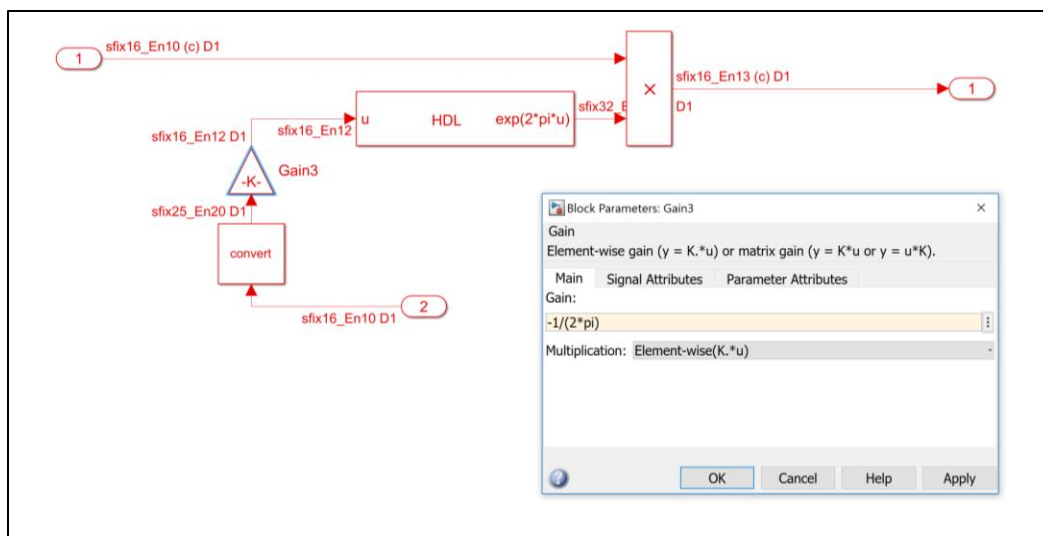 sfix16_En10 (c) D1
1
×
sfix16_En13 (c) D1
1
u
HDL
exp(2*pi*u)
D1
sfix16_En12 D1
sfix16_En12
-K-
Gain3
sfix25_En20 D1
convert
2
sfix16_En10 D1
Block Parameters: Gain3
×
Gain
Element-wise gain (y = K.*u) or matrix gain (y = K*u or y = u*K).
Main Signal Attributes Parameter Attributes
Gain:
-1/(2*pi)
Multiplication: Element-wise(K.*u)
OK Cancel Help Apply